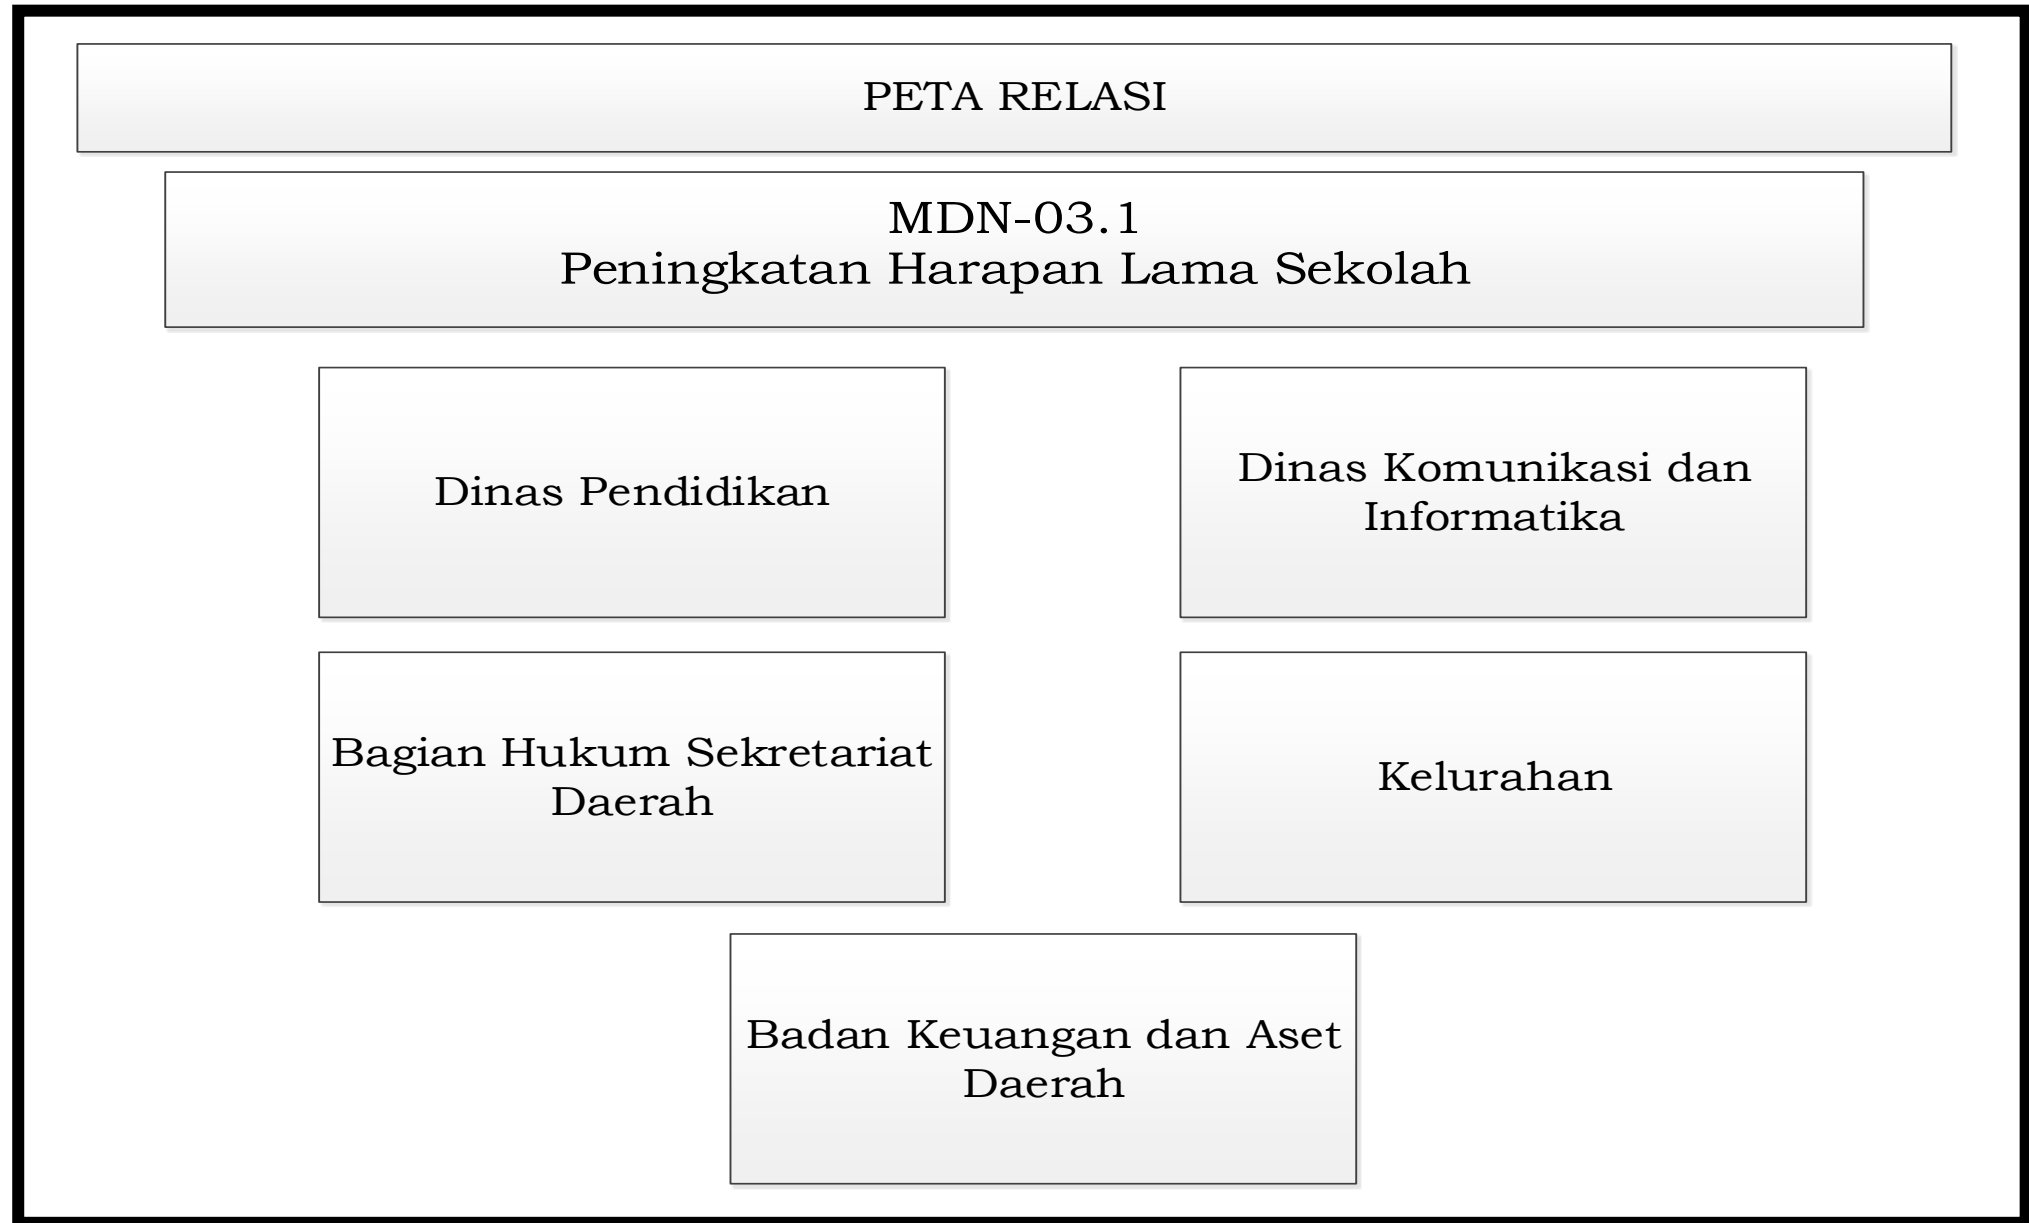 PETA RELASI
MDN-03.1
Peningkatan Harapan Lama Sekolah
Dinas Pendidikan
Dinas Komunikasi dan
Informatika
Bagian Hukum Sekretariat
Daerah
Kelurahan
Badan Keuangan dan Aset
Daerah